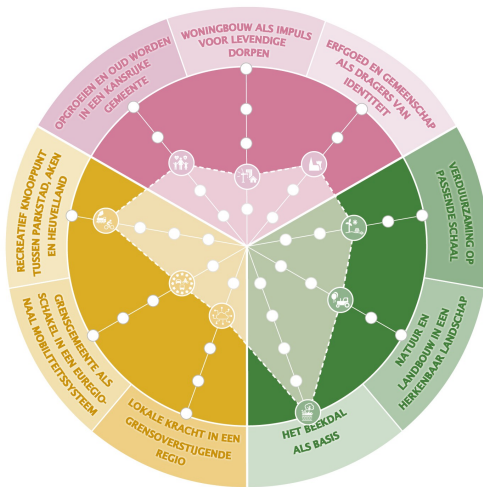 WONINGBOUW ALS IMPULS
VOOR LEVENDIGE
DORPEN
ERFGOED EN GEMEENSCHAP
ALS DRAGERS VAN
IDENTITEIT
VERDUURZAMING OP
PASSENDE SCHAAL
NATUUR EN
LANDBOUW IN EEN
HERKENBAAR LANDSCHAP
HET BEEKDAL
ALS BASIS
LOKALE KRACHT IN EEN
GRENSOVERSTIJGENDE
REGIO
GRENSGEMEENTE ALS
SCHAKEL IN EEN EUREGIO-
NAAL MOBILITEITSSYSTEEM
RECREATIEF KNOOPPUNT
TUSSEN PARKSTAD, AKEN
EN HEUVELLAND
OPGROEIEN EN OUD WORDEN
IN EEN KANSRIJKE
GEMEENTE